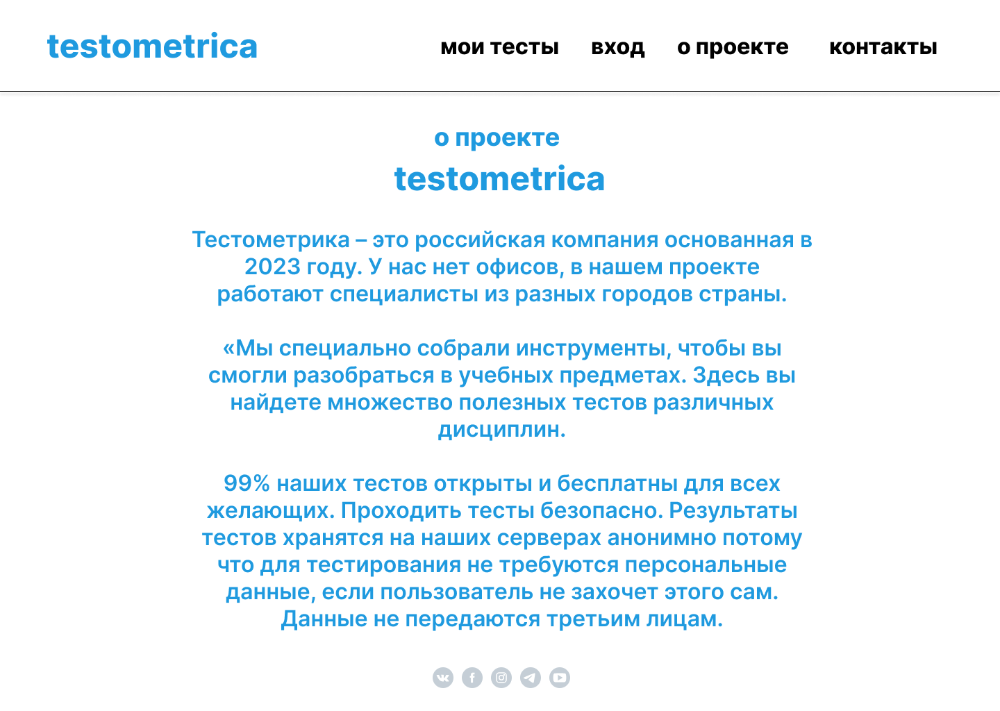 testometrica
мои тесты вход о проекте контакты
о проекте
testometrica
Тестометрика – это российская компания основанная в
2023 году. У нас нет офисов, в нашем проекте
работают специалисты из разных городов страны.
«Мы специально собрали инструменты, чтобы вы
смогли разобраться в учебных предметах. Здесь вы
найдете множество полезных тестов различных
дисциплин.
99% наших тестов открыты и бесплатны для всех
желающих. Проходить тесты безопасно. Результаты
тестов хранятся на наших серверах анонимно потому
что для тестирования не требуются персональные
данные, если пользователь не захочет этого сам.
Данные не передаются третьим лицам.